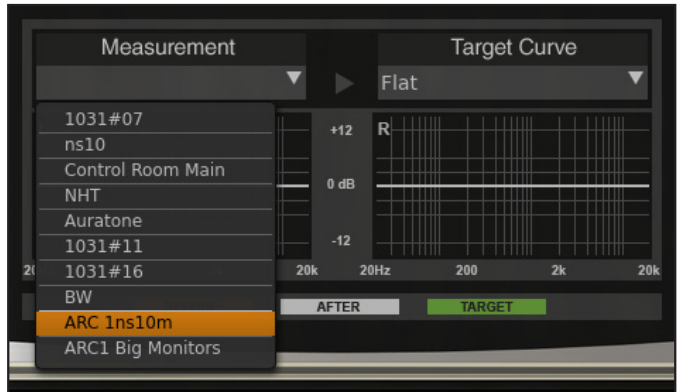 Measurement
Target Curve
Flat
1031#07
ns10
Control Room Main
NHT
Auratone
1031#11
1031#16
BW
ARC 1ns10m
ARC1 Big Monitors
+12
0 dB
-12
R
20k
20Hz
200
2k
20k
AFTER
TARGET